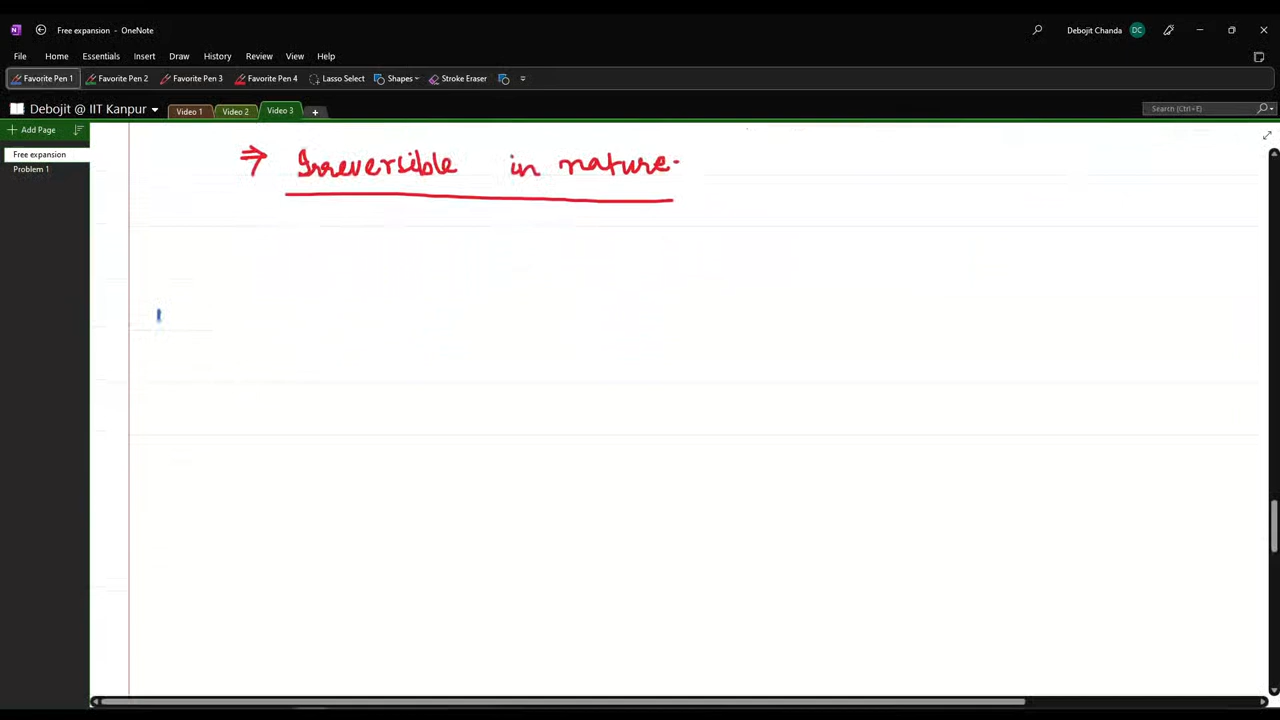 Free expansion - OneNote
Debojit Chanda DC
File Home Essentials Insert Draw History Review View Help
Favorite Pen 1 Favorite Pen 2 Favorite Pen 3 Favorite Pen 4 Lasso Select Shapes Stroke Eraser
Debojit @ IIT Kanpur Video 1 Video 2 Video 3 Search (Ctrl+E)
Add Page
Free expansion
Problem 1
⇒ Irreversible in nature.